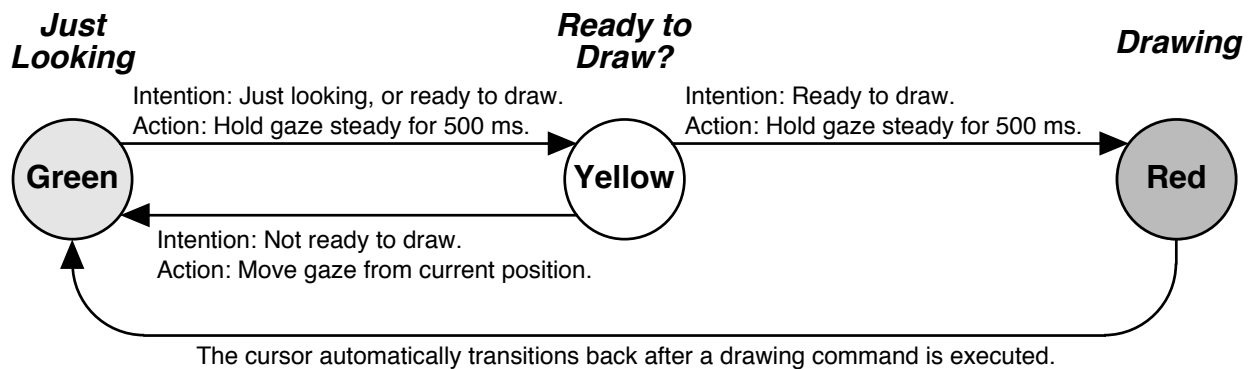 Just
Looking
Ready to
Draw?
Drawing
Intention: Just looking, or ready to draw.
Action: Hold gaze steady for 500 ms.
Intention: Ready to draw.
Action: Hold gaze steady for 500 ms.
Green
Yellow
Red
Intention: Not ready to draw.
Action: Move gaze from current position.
The cursor automatically transitions back after a drawing command is executed.